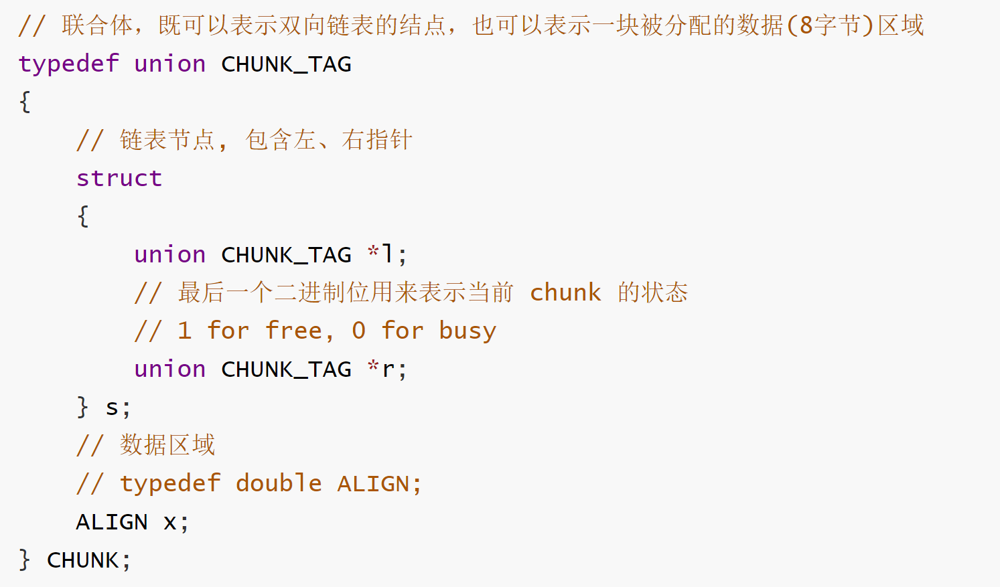 // 联合体，既可以表示双向链表的结点，也可以表示一块被分配的数据(8字节)区域
typedef union CHUNK_TAG
{
    // 链表节点, 包含左、右指针
    struct
    {
        union CHUNK_TAG *l;
        // 最后一个二进制位用来表示当前 chunk 的状态
        // 1 for free, 0 for busy
        union CHUNK_TAG *r;
    } s;
    // 数据区域
    // typedef double ALIGN;
    ALIGN x;
} CHUNK;